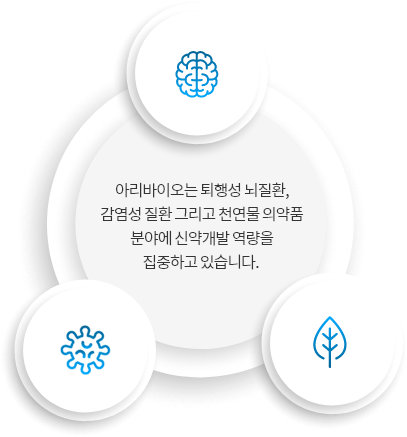 아리바이오는 퇴행성 뇌질환,
감염성 질환 그리고 천연물 의약품
분야에 신약개발 역량을
집중하고 있습니다.